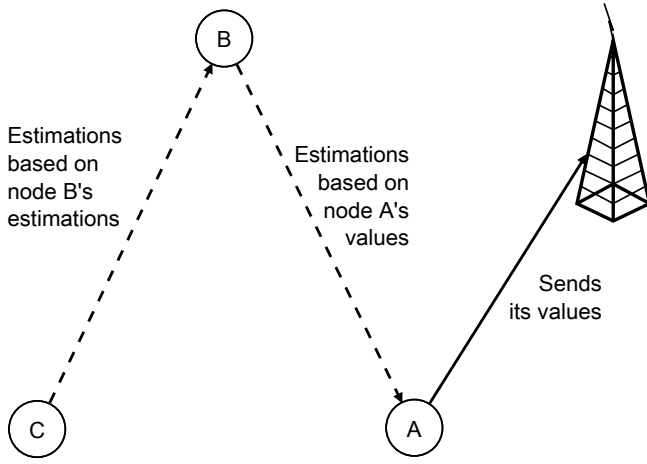 B
Estimations
based on
node B's
estimations
Estimations
based on
node A's
values
Sends
its values
C
A